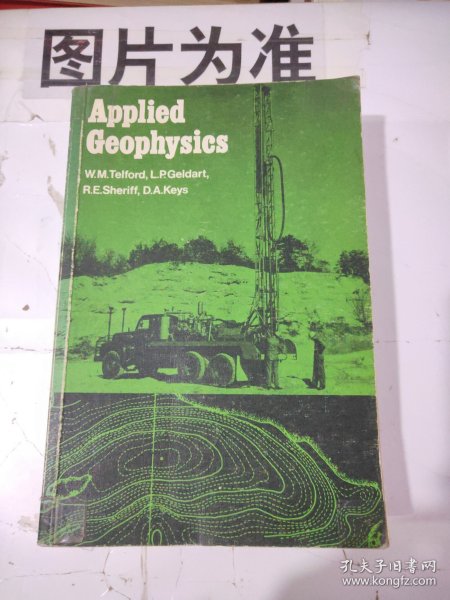 图片为准
Applied
Geophysics
W.M.Telford, L.P.Geldart,
R.E.Sheriff, D.A.Keys
孔夫子旧书网
www.kongfz.com